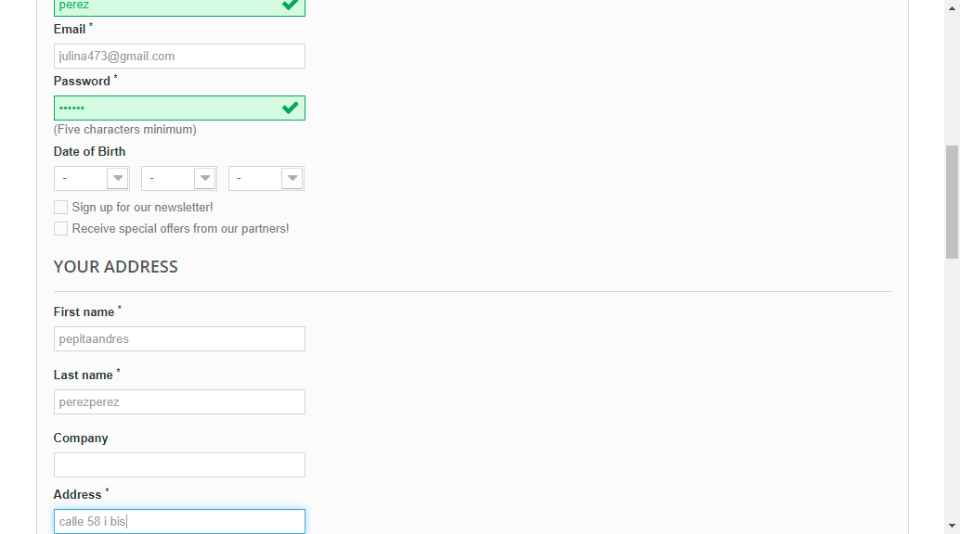 perez
Email *
julina473@gmail.com
Password *
••••••
(Five characters minimum)
Date of Birth
- - -
Sign up for our newsletter!
Receive special offers from our partners!
YOUR ADDRESS
First name *
pepitaandres
Last name *
perezperez
Company
Address *
calle 58 i bis